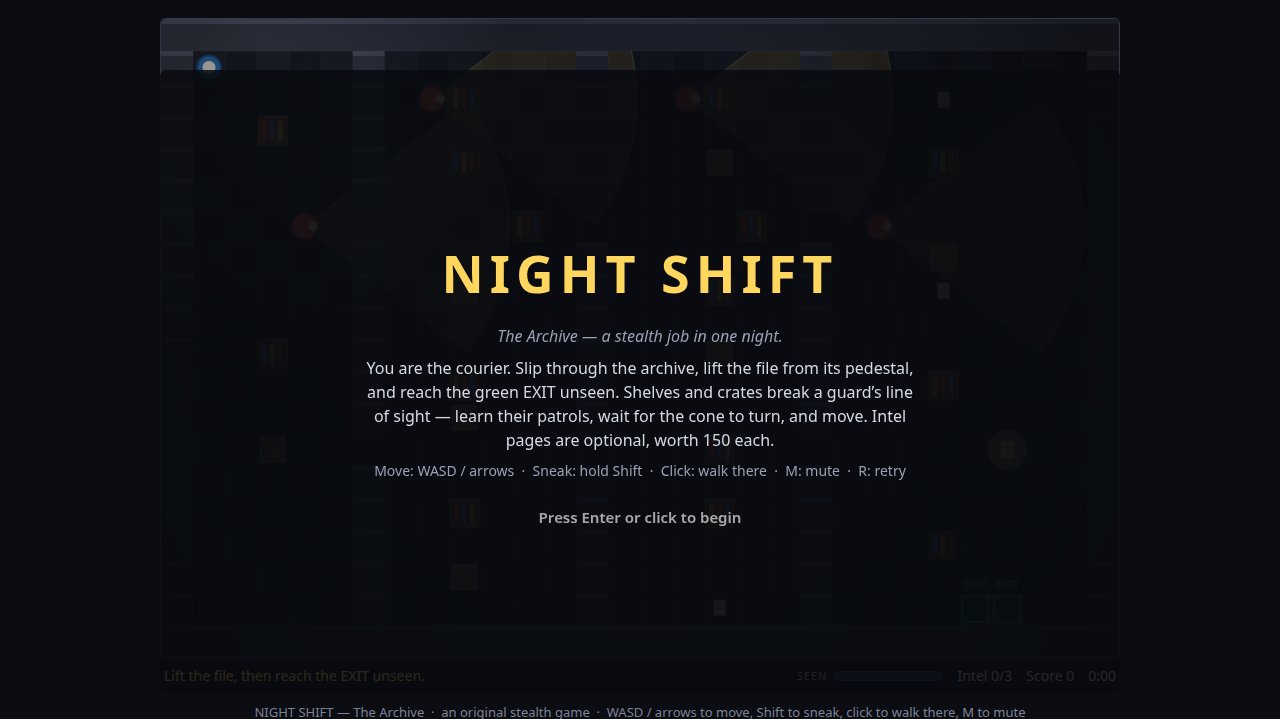 NIGHT SHIFT
The Archive — a stealth job in one night.
You are the courier. Slip through the archive, lift the file from its pedestal,
and reach the green EXIT unseen. Shelves and crates break a guard’s line
of sight — learn their patrols, wait for the cone to turn, and move. Intel
pages are optional, worth 150 each.
Move: WASD / arrows · Sneak: hold Shift · Click: walk there · M: mute · R: retry
Press Enter or click to begin
EXIT EXIT
Lift the file, then reach the EXIT unseen. SEEN Intel 0/3 Score 0 0:00
NIGHT SHIFT — The Archive · an original stealth game · WASD / arrows to move, Shift to sneak, click to walk there, M to mute